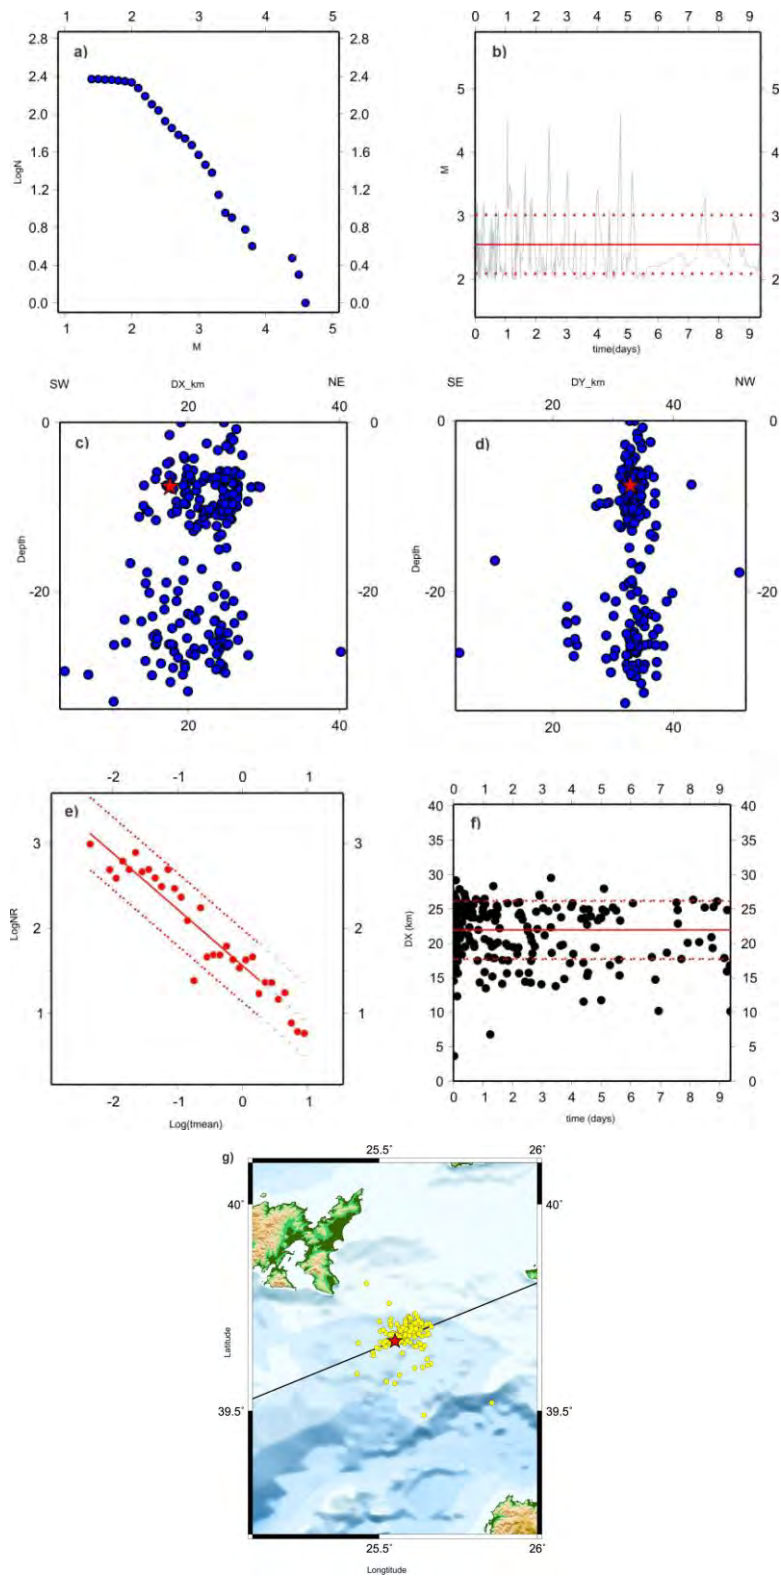 1 2 3 4 5
a)
2.8 2.8
2.4 2.4
2.0 2.0
LogN
1.6 1.6
1.2 1.2
0.8 0.8
0.4 0.4
0.0 0.0
1 2 3 4 5
M
0 1 2 3 4 5 6 7 8 9
b)
5 5
4 4
M
3 3
2 2
0 1 2 3 4 5 6 7 8 9
time(days)
SW DX_km NE
20 40
0 0
c)
Depth
-20 -20
20 40
SE DY_km NW
20 40
0 0
d)
Depth
-20 -20
20 40
-2 -1 0 1
e)
3 3
LogNR
2 2
1 1
-2 -1 0 1
Log(tmean)
0 1 2 3 4 5 6 7 8 9
f)
40 40
35 35
30 30
25 25
DX (km)
20 20
15 15
10 10
5 5
0 0
0 1 2 3 4 5 6 7 8 9
time (days)
g)
25.5˚ 26˚
40˚ 40˚
Latitude
39.5˚ 39.5˚
25.5˚ 26˚
Longtitude